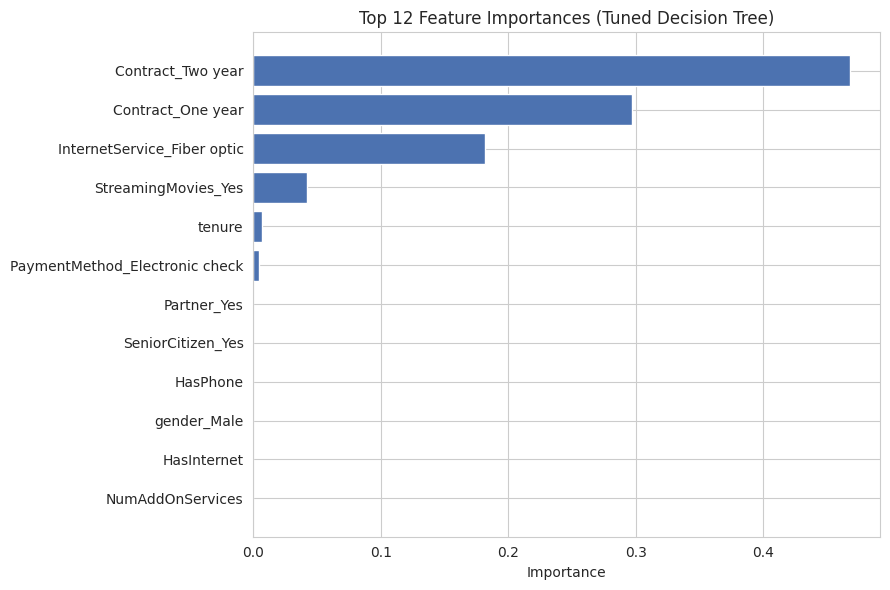 Top 12 Feature Importances (Tuned Decision Tree)
Contract_Two year
Contract_One year
InternetService_Fiber optic
StreamingMovies_Yes
tenure
PaymentMethod_Electronic check
Partner_Yes
SeniorCitizen_Yes
HasPhone
gender_Male
HasInternet
NumAddOnServices
0.0 0.1 0.2 0.3 0.4
Importance